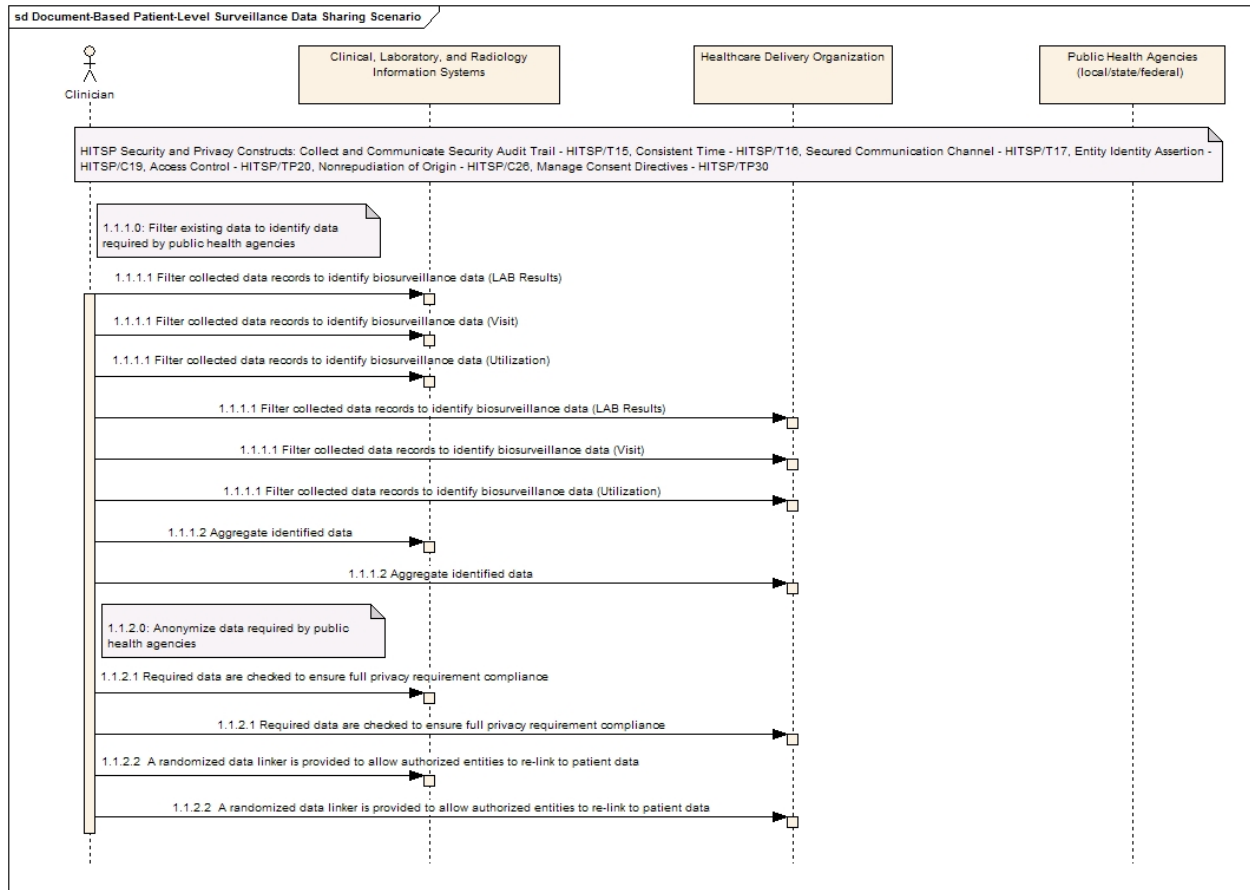 sd Document-Based Patient-Level Surveillance Data Sharing Scenario
Clinician
Clinical, Laboratory, and Radiology
Information Systems
Healthcare Delivery Organization
Public Health Agencies
(local/state/federal)
HITSP Security and Privacy Constructs: Collect and Communicate Security Audit Trail - HITSP/T15, Consistent Time - HITSP/T16, Secured Communication Channel - HITSP/T17, Entity Identity Assertion -
HITSP/C19, Access Control - HITSP/TP20, Nonrepudiation of Origin - HITSP/C26, Manage Consent Directives - HITSP/TP30
1.1.1.0: Filter existing data to identify data
required by public health agencies
1.1.1.1 Filter collected data records to identify biosurveillance data (LAB Results)
1.1.1.1 Filter collected data records to identify biosurveillance data (Visit)
1.1.1.1 Filter collected data records to identify biosurveillance data (Utilization)
1.1.1.1 Filter collected data records to identify biosurveillance data (LAB Results)
1.1.1.1 Filter collected data records to identify biosurveillance data (Visit)
1.1.1.1 Filter collected data records to identify biosurveillance data (Utilization)
1.1.1.2 Aggregate identified data
1.1.1.2 Aggregate identified data
1.1.2.0: Anonymize data required by public
health agencies
1.1.2.1 Required data are checked to ensure full privacy requirement compliance
1.1.2.1 Required data are checked to ensure full privacy requirement compliance
1.1.2.2 A randomized data linker is provided to allow authorized entities to re-link to patient data
1.1.2.2 A randomized data linker is provided to allow authorized entities to re-link to patient data